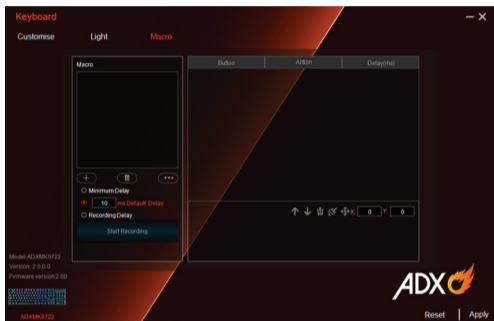 Keyboard
Customise Light Macro
Macro
Button Action Delay(ms)
Minimum Delay
10 ms Default Delay
Recording Delay
Start Recording
X: 0 Y: 0
Model:ADXMK0723
Version: 2.0.0.0
Firmware version:2.00
ADXMK0723
ADX
Reset | Apply